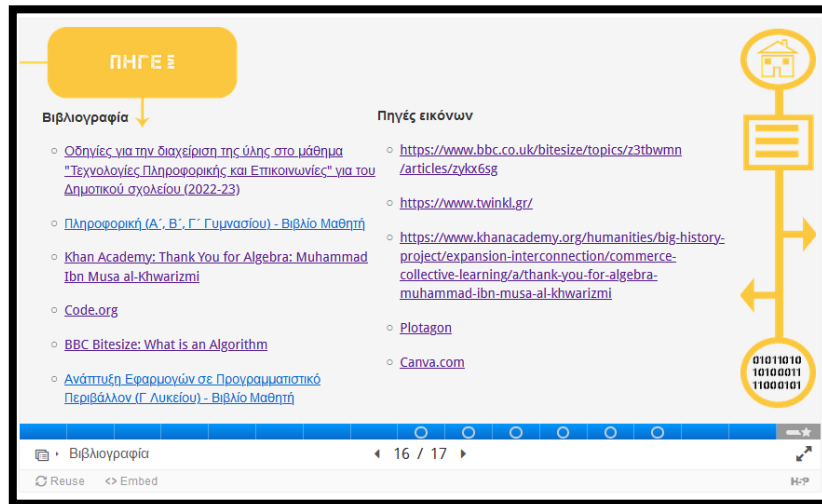 ΠΗΓΕΣ
Βιβλιογραφία
Οδηγίες για την διαχείριση της ύλης στο μάθημα
"Τεχνολογίες Πληροφορικής και Επικοινωνίες" για του
Δημοτικού σχολείου (2022-23)
Πληροφορική (Α΄, Β΄, Γ΄ Γυμνασίου) - Βιβλίο Μαθητή
Khan Academy: Thank You for Algebra: Muhammad
Ibn Musa al-Khwarizmi
Code.org
BBC Bitesize: What is an Algorithm
Ανάπτυξη Εφαρμογών σε Προγραμματιστικό
Περιβάλλον (Γ Λυκείου) - Βιβλίο Μαθητή
Πηγές εικόνων
https://www.bbc.co.uk/bitesize/topics/z3tbwmn
/articles/zykx6sg
https://www.twinkl.gr/
https://www.khanacademy.org/humanities/big-history-
project/expansion-interconnection/commerce-
collective-learning/a/thank-you-for-algebra-
muhammad-ibn-musa-al-khwarizmi
Plotagon
Canva.com
01011010
10100011
11000101
Βιβλιογραφία
16 / 17
Reuse
Embed
H-P